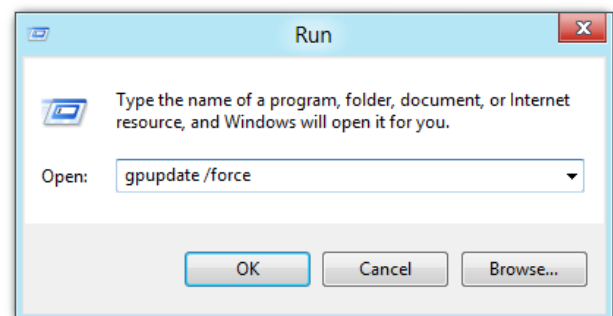 Run
x
Type the name of a program, folder, document, or Internet
resource, and Windows will open it for you.
Open: gpupdate /force
OK Cancel Browse...